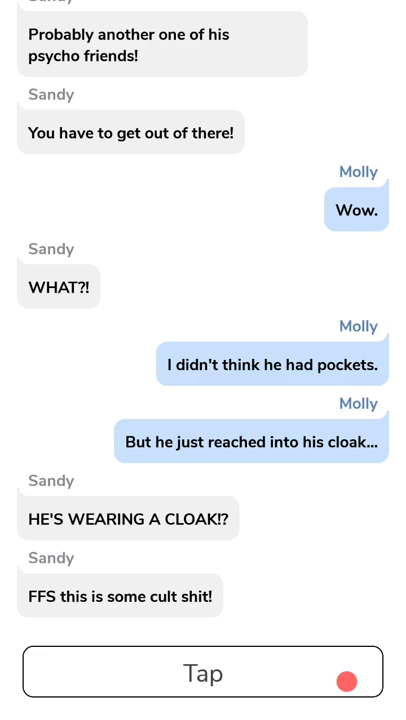 Sandy
Probably another one of his
psycho friends!
Sandy
You have to get out of there!
Molly
Wow.
Sandy
WHAT?!
Molly
I didn't think he had pockets.
Molly
But he just reached into his cloak...
Sandy
HE'S WEARING A CLOAK!?
Sandy
FFS this is some cult shit!
Tap